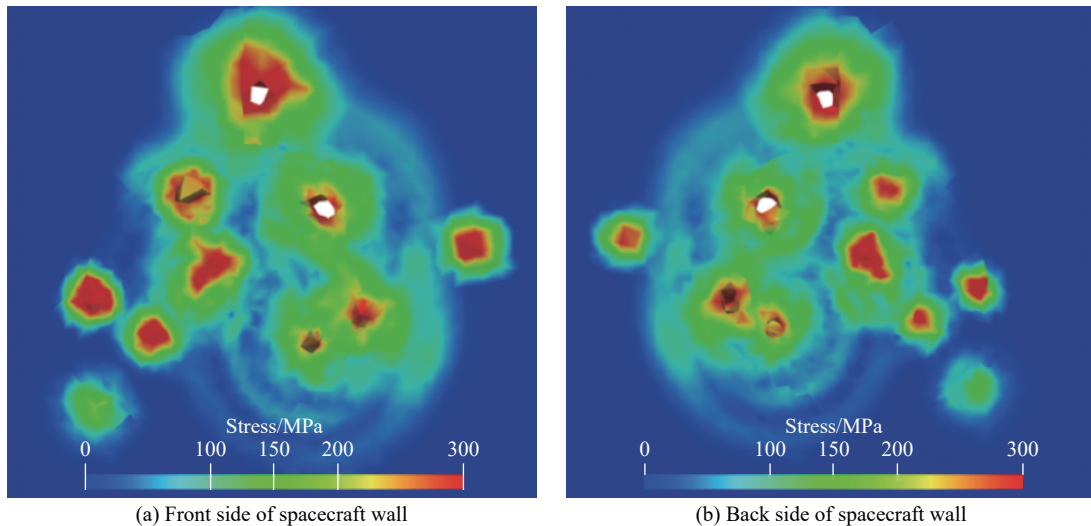 Stress/MPa
0 100 150 200 300
Stress/MPa
0 100 150 200 300
(a) Front side of spacecraft wall
(b) Back side of spacecraft wall